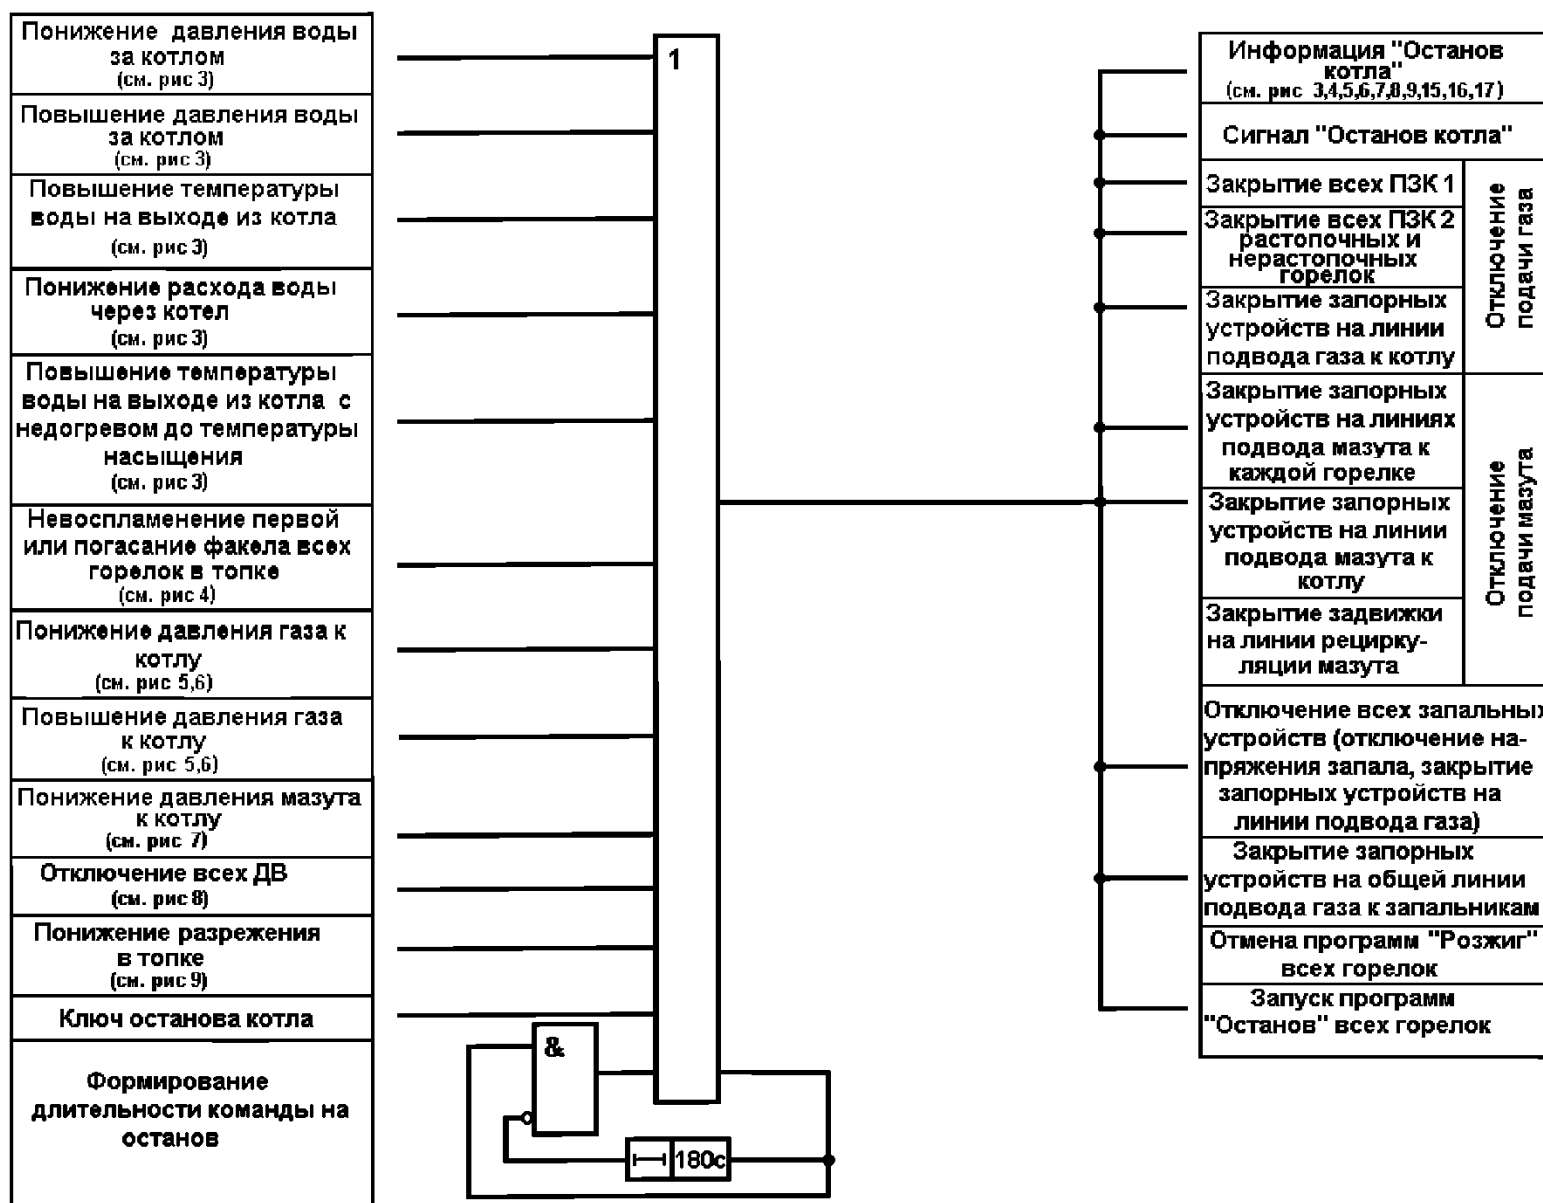 Понижение давления воды
за котлом
(см. рис 3)
Повышение давления воды
за котлом
(см. рис 3)
Повышение температуры
воды на выходе из котла
(см. рис 3)
Понижение расхода воды
через котел
(см. рис 3)
Повышение температуры
воды на выходе из котла с
недогревом до температуры
насыщения
(см. рис 3)
Невоспламенение первой
или погасание факела всех
горелок в топке
(см. рис 4)
Понижение давления газа к
котлу
(см. рис 5,6)
Повышение давления газа
к котлу
(см. рис 5,6)
Понижение давления мазута
к котлу
(см. рис 7)
Отключение всех ДВ
(см. рис 8)
Понижение разрежения
в топке
(см. рис 9)
Ключ останова котла
Формирование
длительности команды на
останов
1
&
180с
Информация "Останов
котла"
(см. рис 3,4,5,6,7,8,9,15,16,17)
Сигнал "Останов котла"
Закрытие всех ПЗК 1
Закрытие всех ПЗК 2
растопочных и
нерастопочных
горелок
Закрытие запорных
устройств на линии
подвода газа к котлу
Отключение
подачи газа
Закрытие запорных
устройств на линиях
подвода мазута к
каждой горелке
Закрытие запорных
устройств на линии
подвода мазута к
котлу
Закрытие задвижки
на линии рецирку-
ляции мазута
Отключение
подачи мазута
Отключение всех запальных
устройств (отключение на-
пряжения запала, закрытие
запорных устройств на
линии подвода газа)
Закрытие запорных
устройств на общей линии
подвода газа к запальникам
Отмена программ "Розжиг"
всех горелок
Запуск программ
"Останов" всех горелок